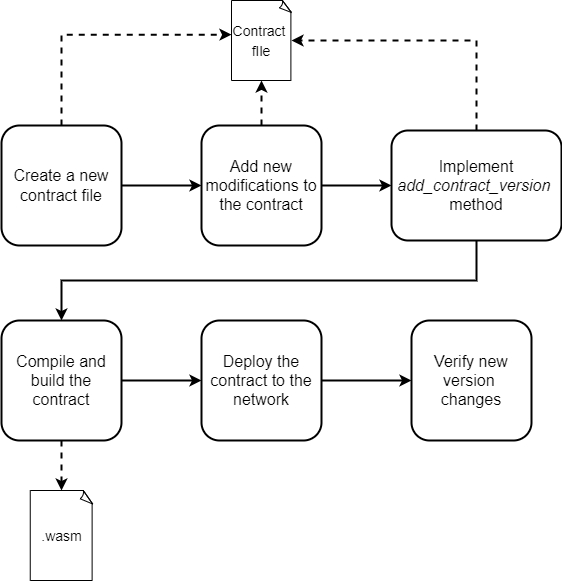 Contract
file
Create a new
contract file
Add new
modifications to
the contract
Implement
add_contract_version
method
Compile and
build the
contract
Deploy the
contract to the
network
Verify new
version
changes
.wasm